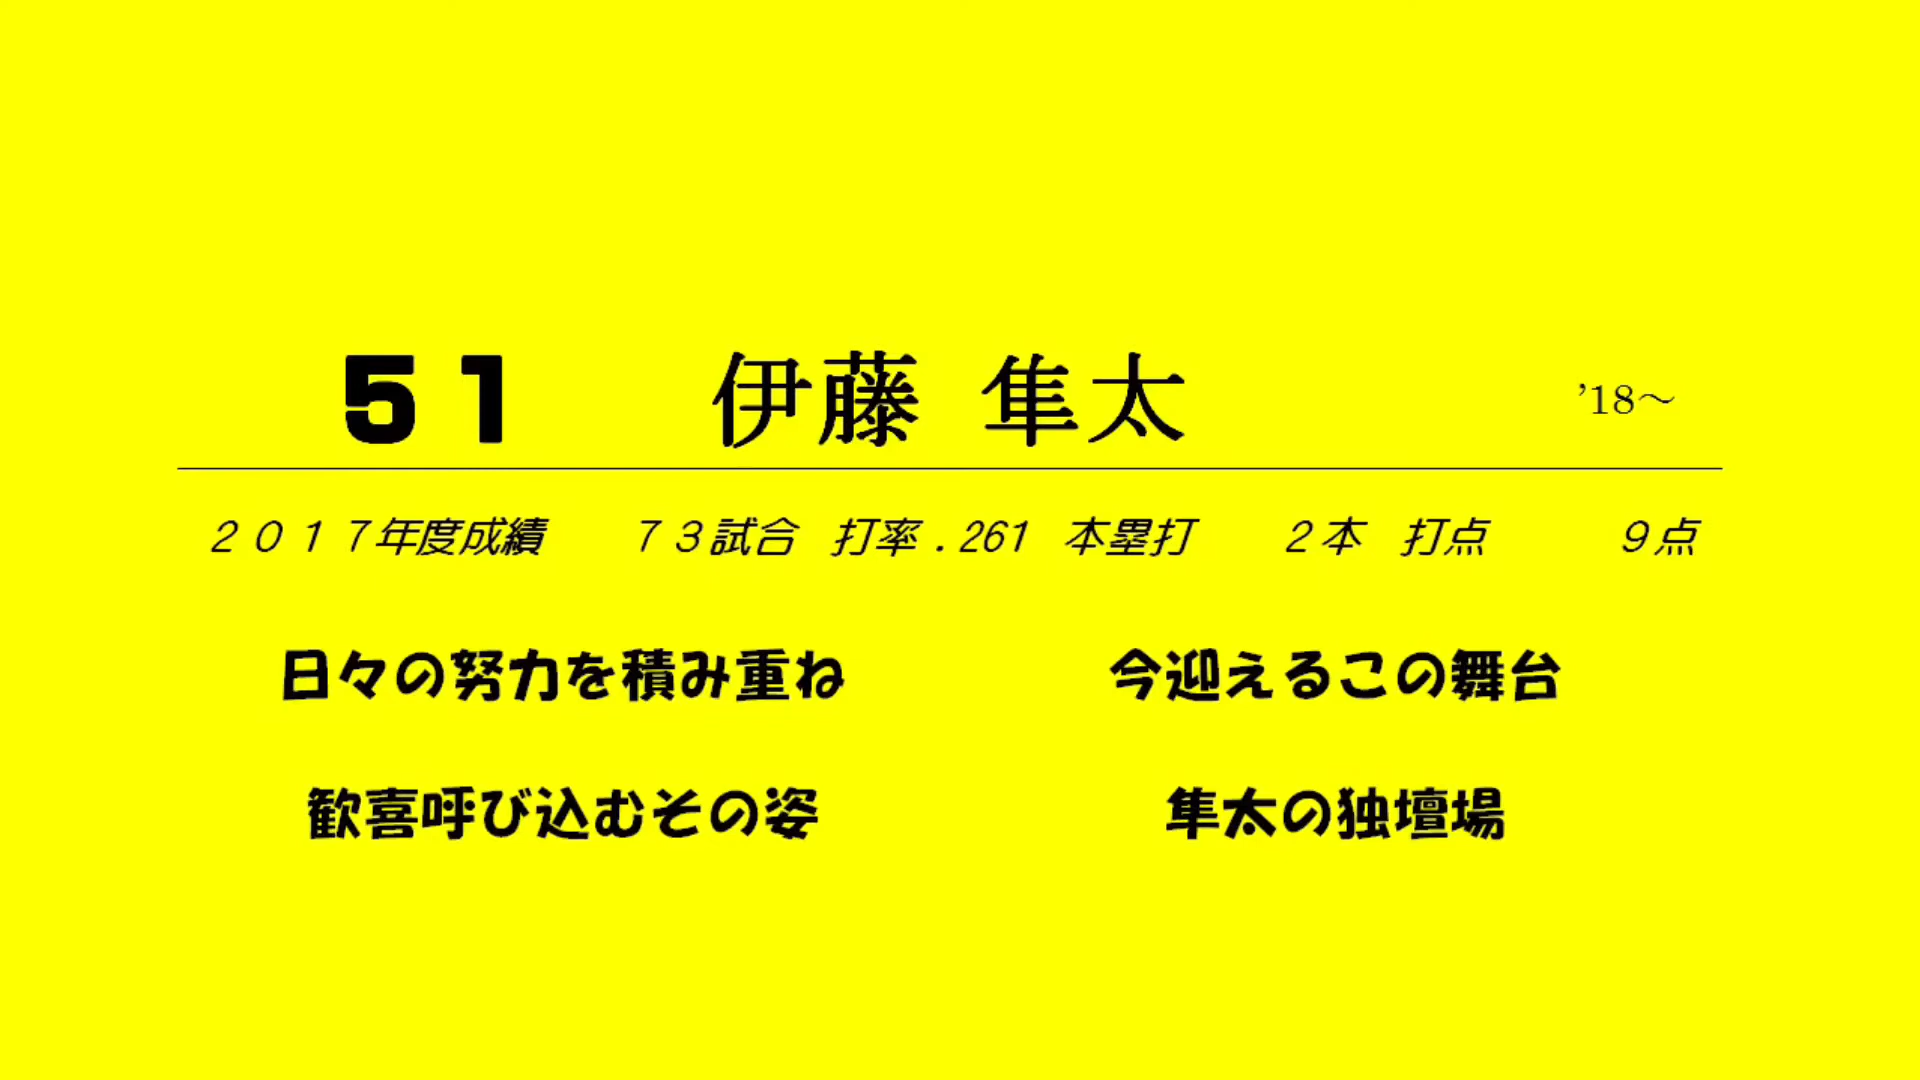 ５１　伊藤 隼太　’18～
２０１７年度成績　７３試合　打率．261　本塁打　２本　打点　９点
日々の努力を積み重ね　今迎えるこの舞台
歓喜呼び込むその姿　隼太の独壇場